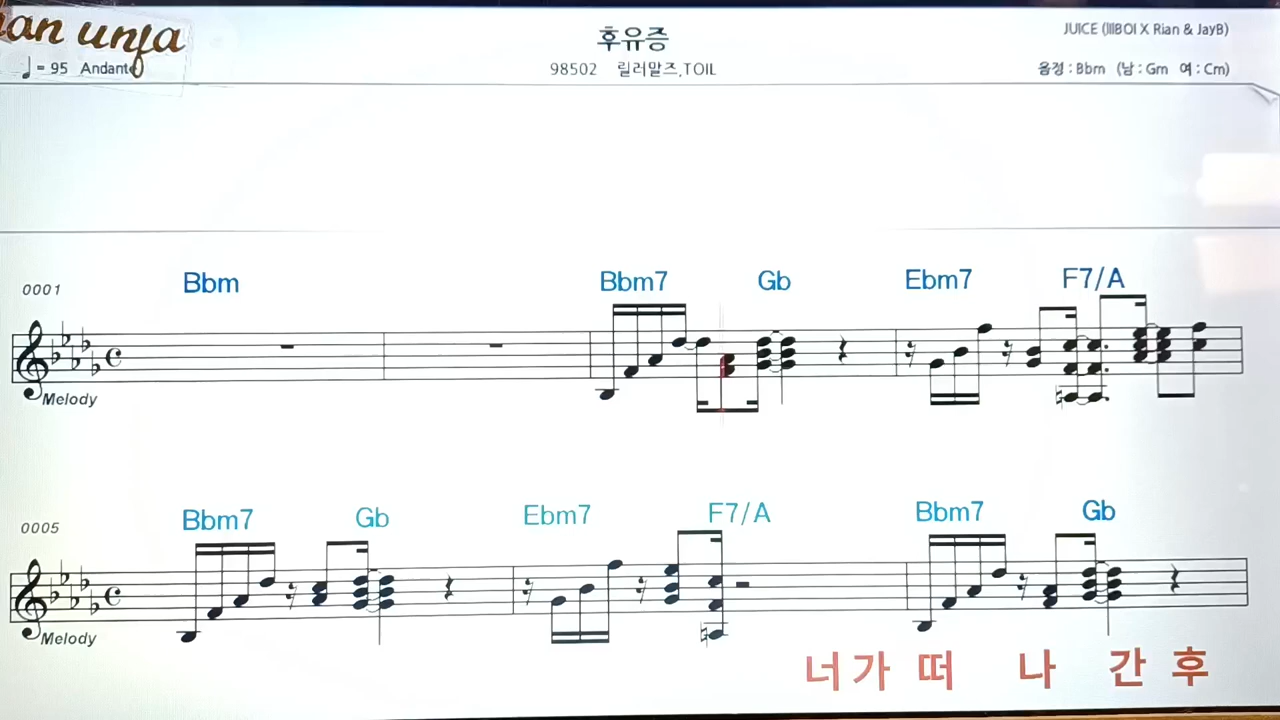 unja
후유증
JUICE (JIIBOI X Rian & JayB)
♩= 95 Andante
98502 릴러말즈,TOIL
음정 : Bbm (남 : Gm 여 : Cm)
0001 Bbm Bbm7 Gb Ebm7 F7/A
Melody
0005 Bbm7 Gb Ebm7 F7/A Bbm7 Gb
Melody
너가 떠 나 간 후